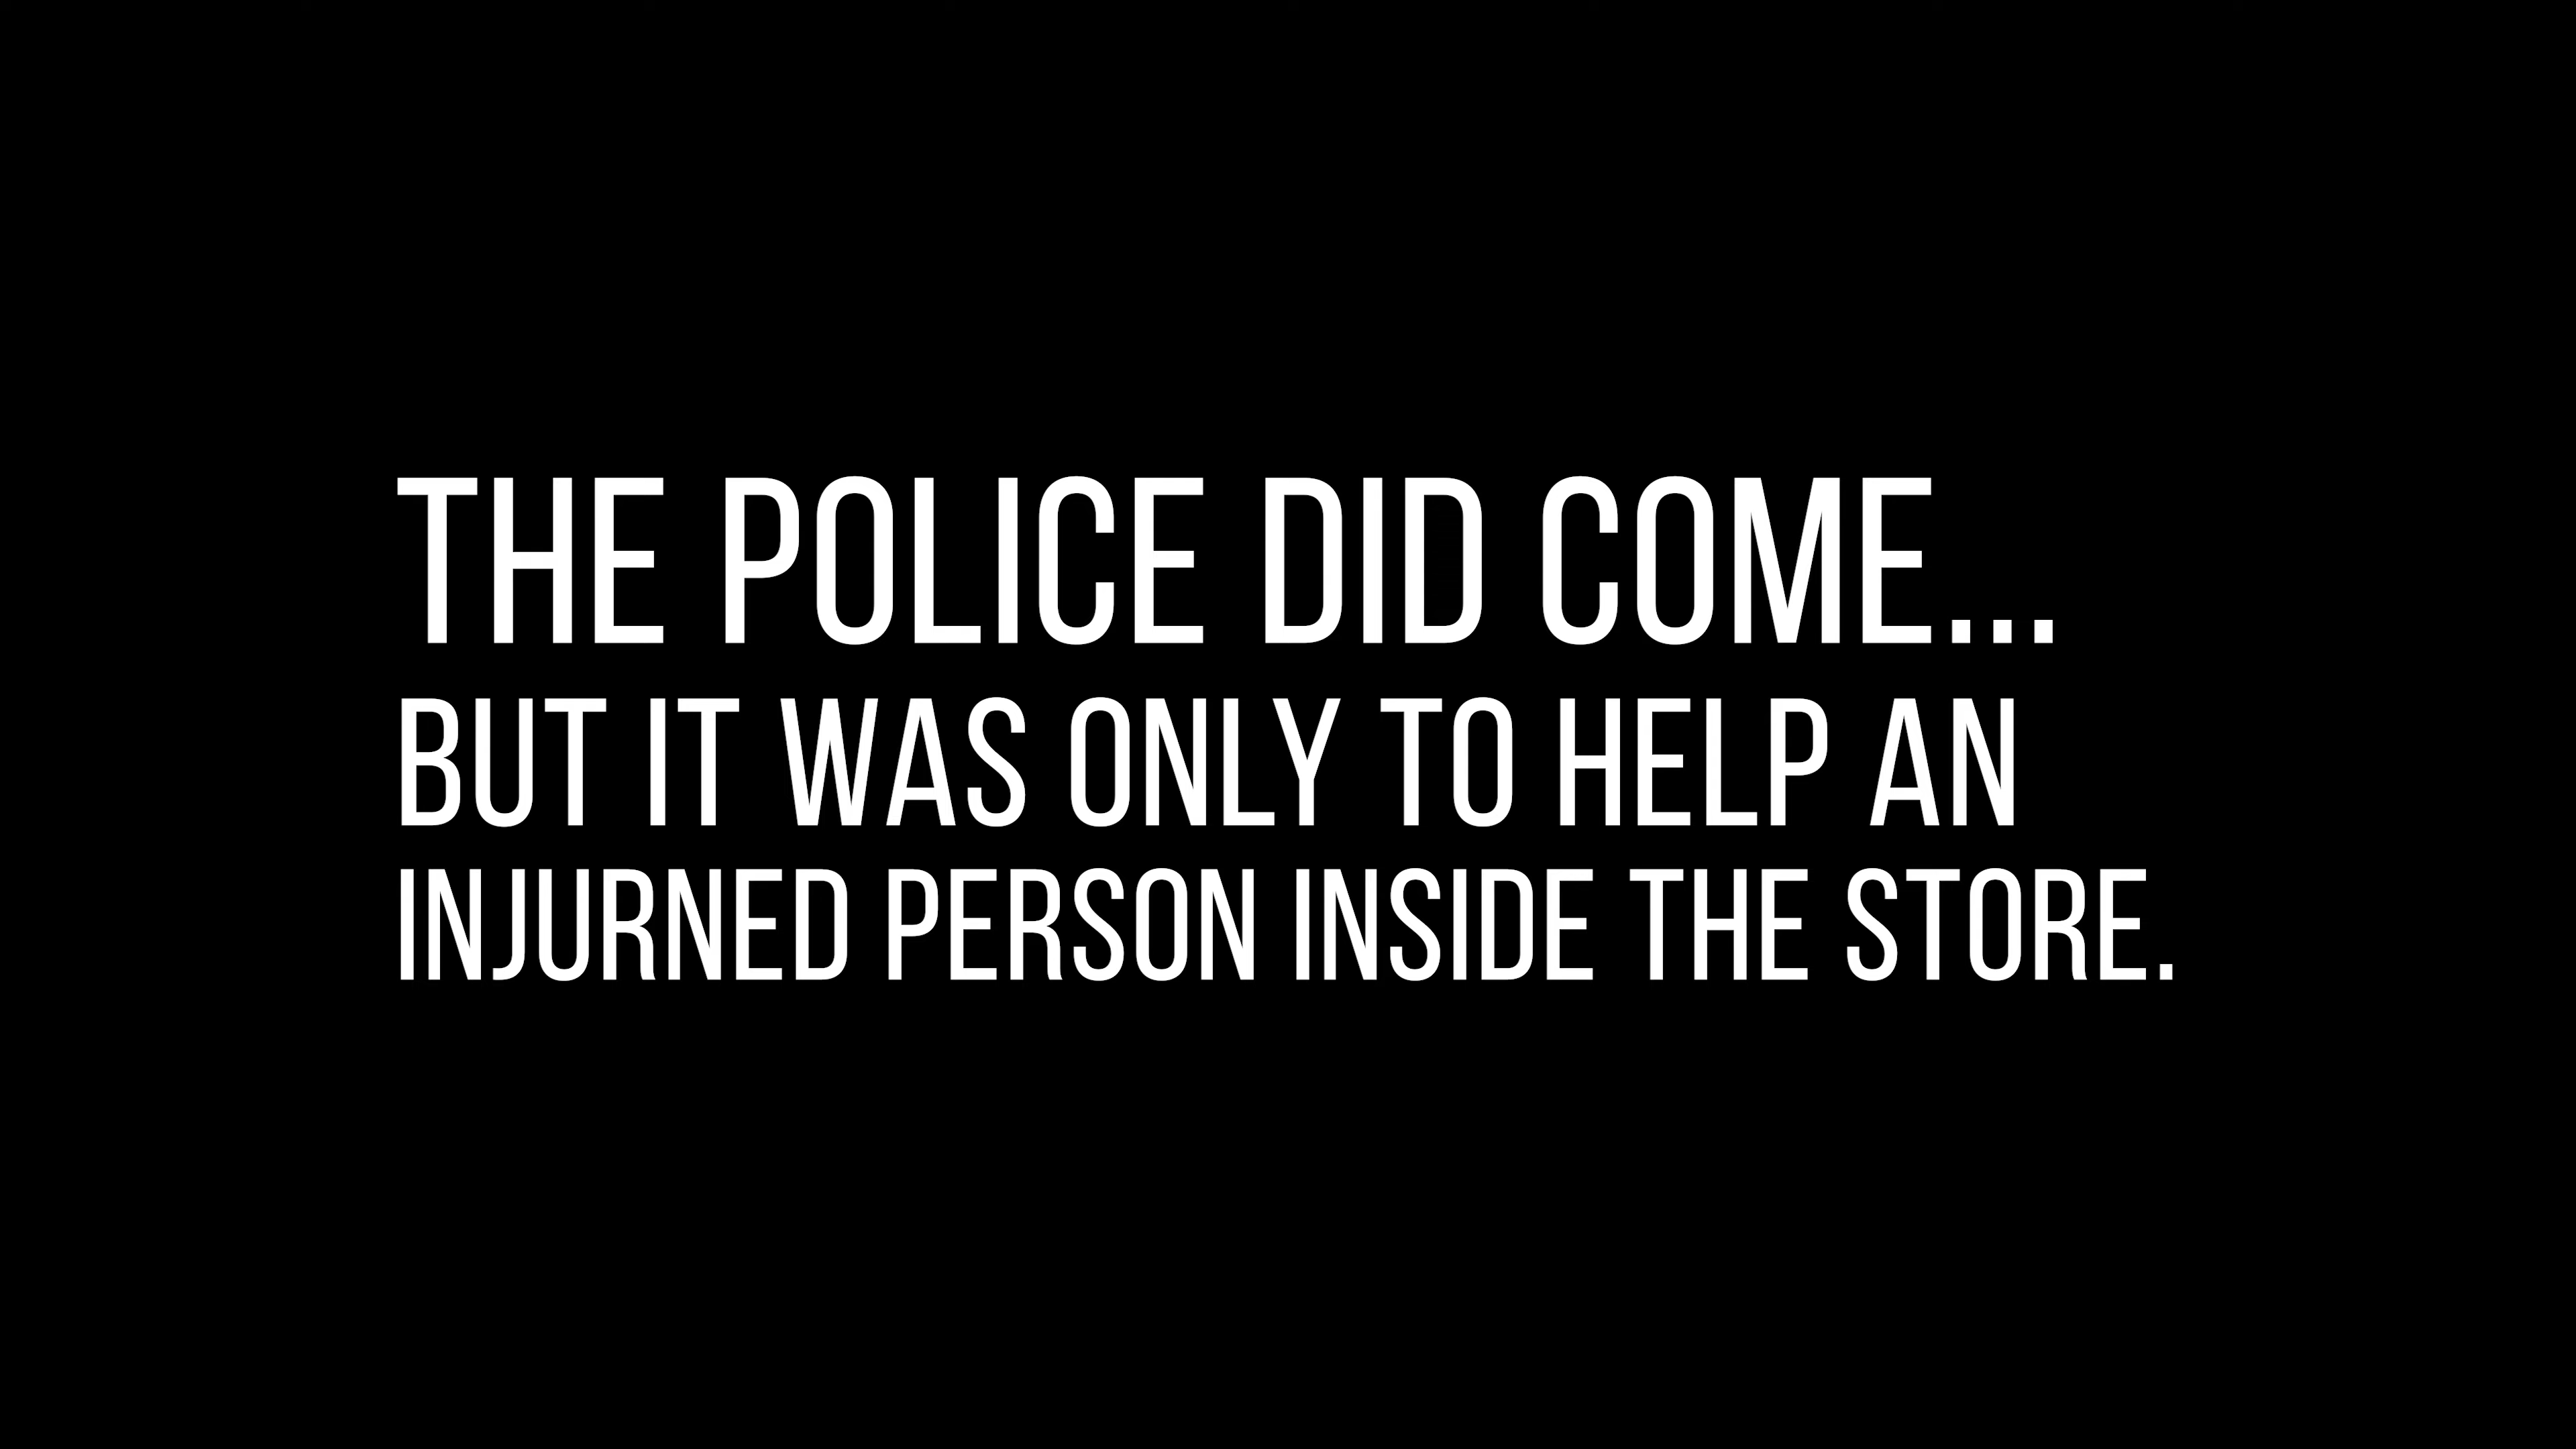 THE POLICE DID COME...
BUT IT WAS ONLY TO HELP AN
INJURNED PERSON INSIDE THE STORE.